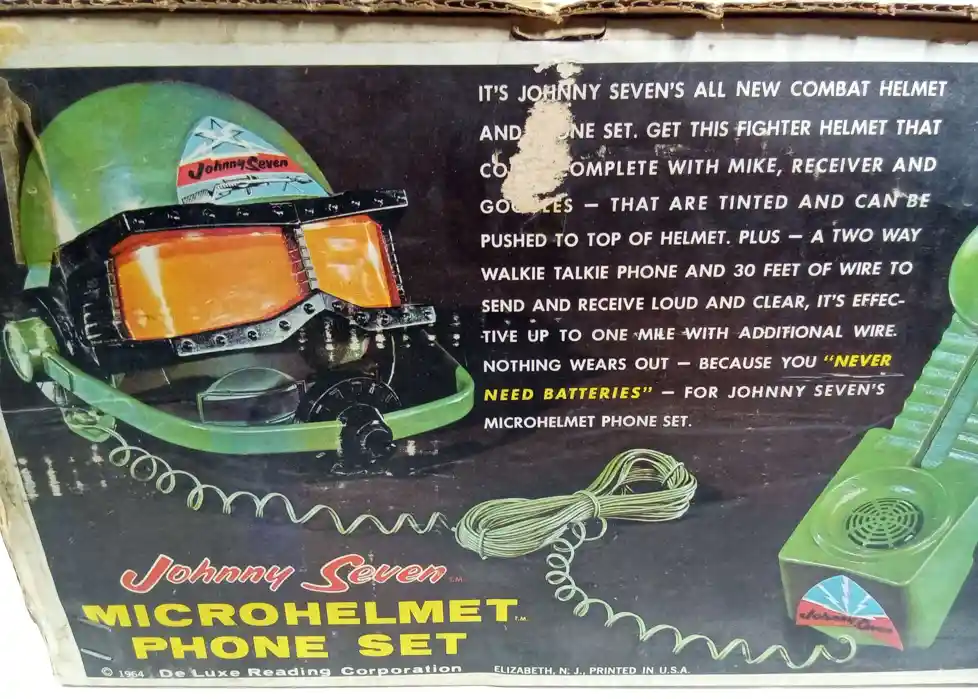 Johnny Seven
IT'S JOHNNY SEVEN'S ALL NEW COMBAT HELMET
AND NE SET. GET THIS FIGHTER HELMET THAT
CO OMPLETE WITH MIKE, RECEIVER AND
GO LES — THAT ARE TINTED AND CAN BE
PUSHED TO TOP OF HELMET. PLUS — A TWO WAY
WALKIE TALKIE PHONE AND 30 FEET OF WIRE TO
SEND AND RECEIVE LOUD AND CLEAR, IT'S EFFEC-
TIVE UP TO ONE MILE WITH ADDITIONAL WIRE.
NOTHING WEARS OUT — BECAUSE YOU "NEVER
NEED BATTERIES" — FOR JOHNNY SEVEN'S
MICROHELMET PHONE SET.
Johnny Seven T.M.
MICROHELMET T.M.
PHONE SET
© 1964 De Luxe Reading Corporation ELIZABETH, N. J., PRINTED IN U.S.A.
Johnny Seven